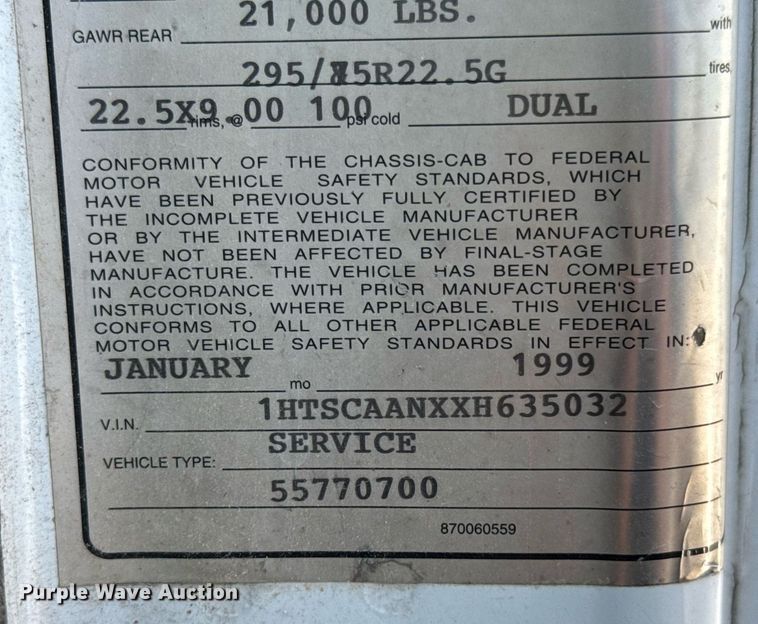 21,000 LBS.
GAWR REAR with
295/75R22.5G tires,
22.5X9.00 100 DUAL
rims, @ psi cold
CONFORMITY OF THE CHASSIS-CAB TO FEDERAL
MOTOR VEHICLE SAFETY STANDARDS, WHICH
HAVE BEEN PREVIOUSLY FULLY CERTIFIED BY
THE INCOMPLETE VEHICLE MANUFACTURER
OR BY THE INTERMEDIATE VEHICLE MANUFACTURER,
HAVE NOT BEEN AFFECTED BY FINAL-STAGE
MANUFACTURE. THE VEHICLE HAS BEEN COMPLETED
IN ACCORDANCE WITH PRIOR MANUFACTURER'S
INSTRUCTIONS, WHERE APPLICABLE. THIS VEHICLE
CONFORMS TO ALL OTHER APPLICABLE FEDERAL
MOTOR VEHICLE SAFETY STANDARDS IN EFFECT IN:
JANUARY mo 1999 yr
V.I.N. 1HTSCAANXXH635032
VEHICLE TYPE: SERVICE
55770700
870060559
Purple Wave Auction